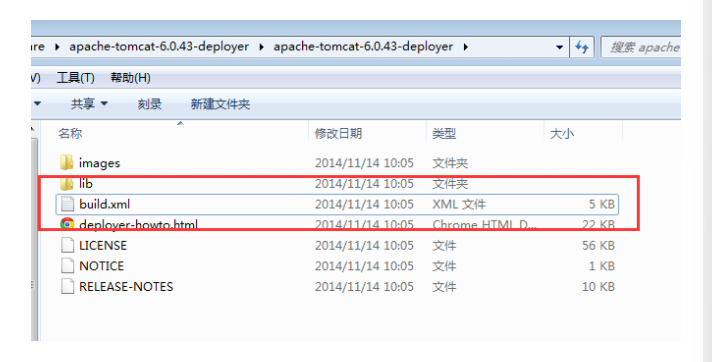 are ▸ apache-tomcat-6.0.43-deployer ▸ apache-tomcat-6.0.43-deployer ▸ 搜索 apache
V) 工具(T) 帮助(H)
共享 刻录 新建文件夹
名称 修改日期 类型 大小
images 2014/11/14 10:05 文件夹
lib 2014/11/14 10:05 文件夹
build.xml 2014/11/14 10:05 XML 文件 5 KB
deployer-howto.html 2014/11/14 10:05 Chrome HTML D... 22 KB
LICENSE 2014/11/14 10:05 文件 56 KB
NOTICE 2014/11/14 10:05 文件 1 KB
RELEASE-NOTES 2014/11/14 10:05 文件 10 KB